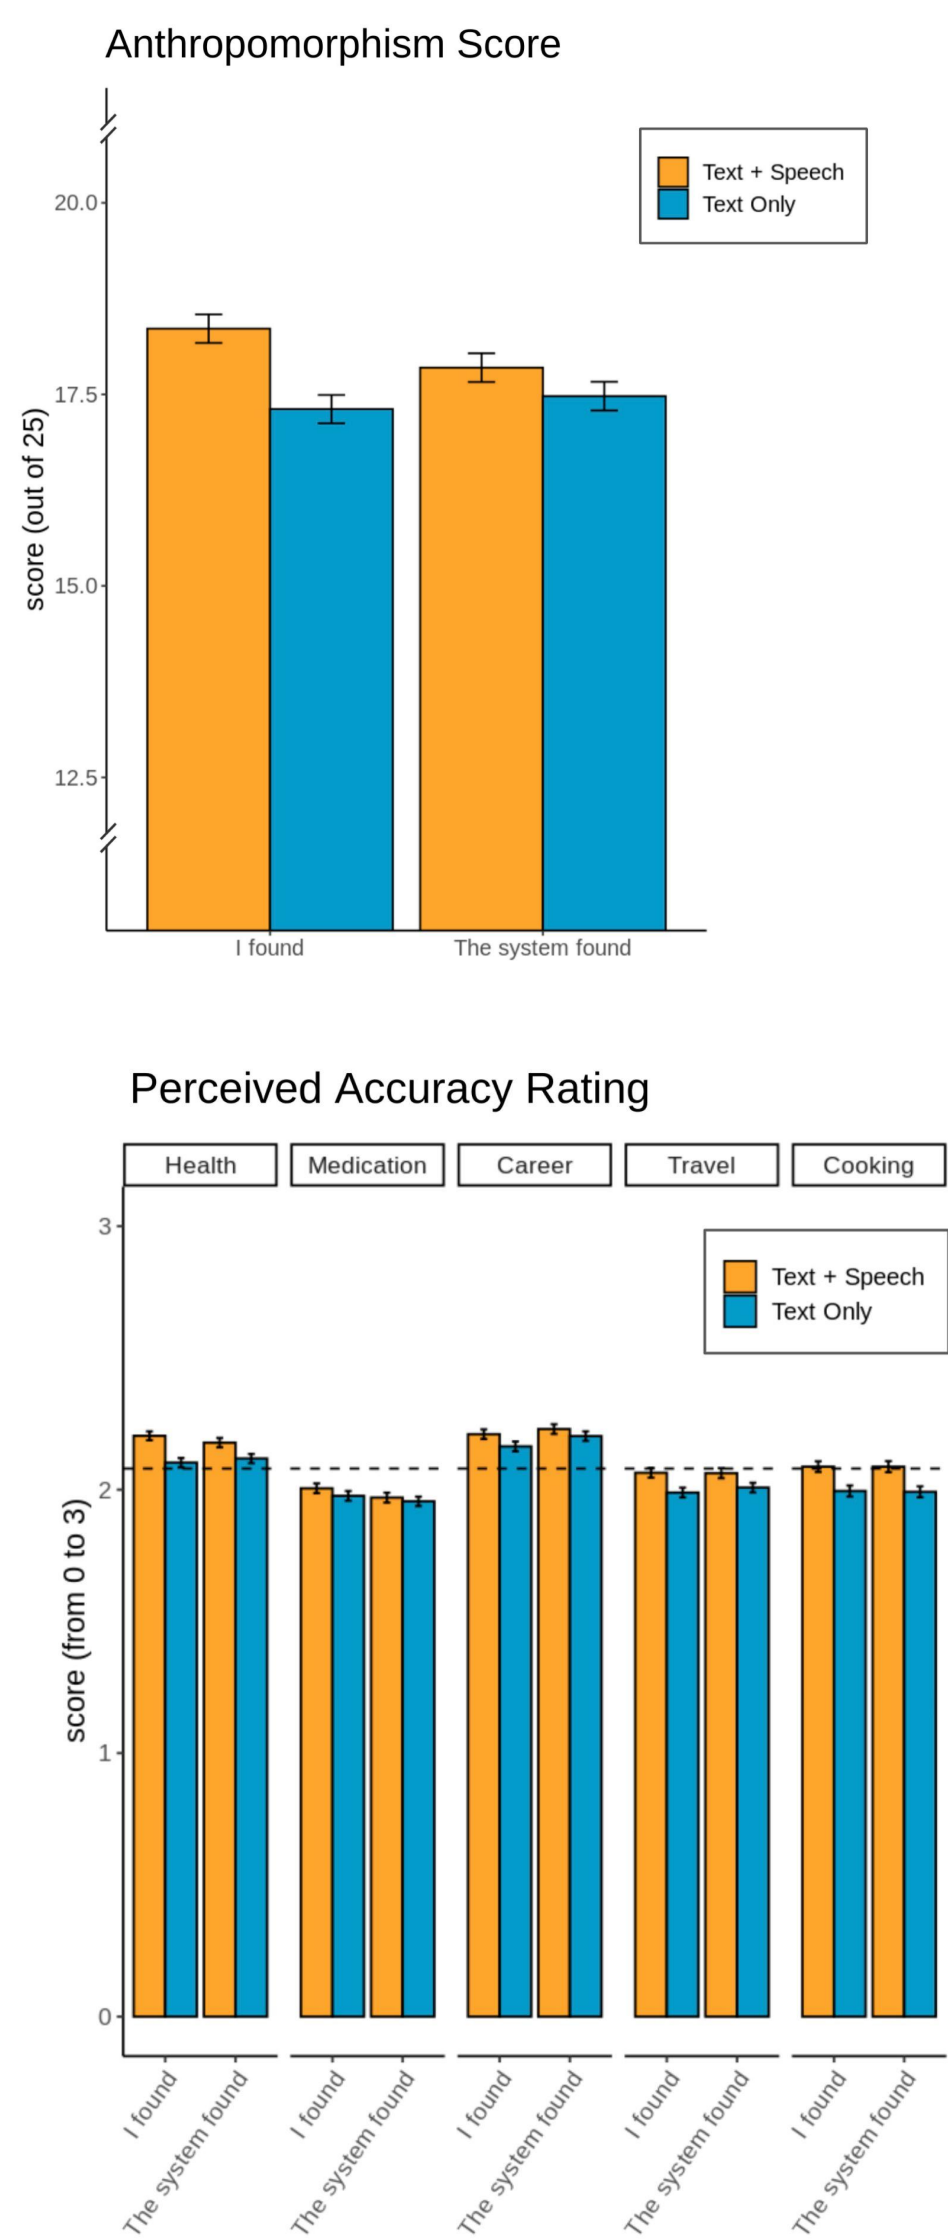 Anthropomorphism Score
Text + Speech
Text Only
20.0
17.5
15.0
12.5
score (out of 25)
I found
The system found
Perceived Accuracy Rating
Health
Medication
Career
Travel
Cooking
Text + Speech
Text Only
3
2
1
0
score (from 0 to 3)
I found
The system found
I found
The system found
I found
The system found
I found
The system found
I found
The system found